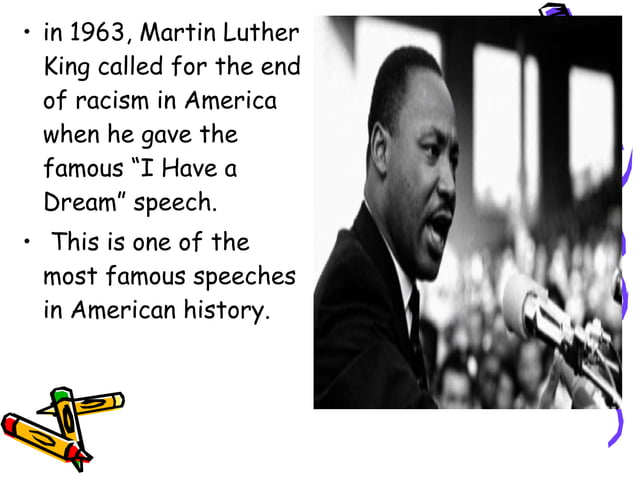 • in 1963, Martin Luther
King called for the end
of racism in America
when he gave the
famous “I Have a
Dream” speech.
• This is one of the
most famous speeches
in American history.